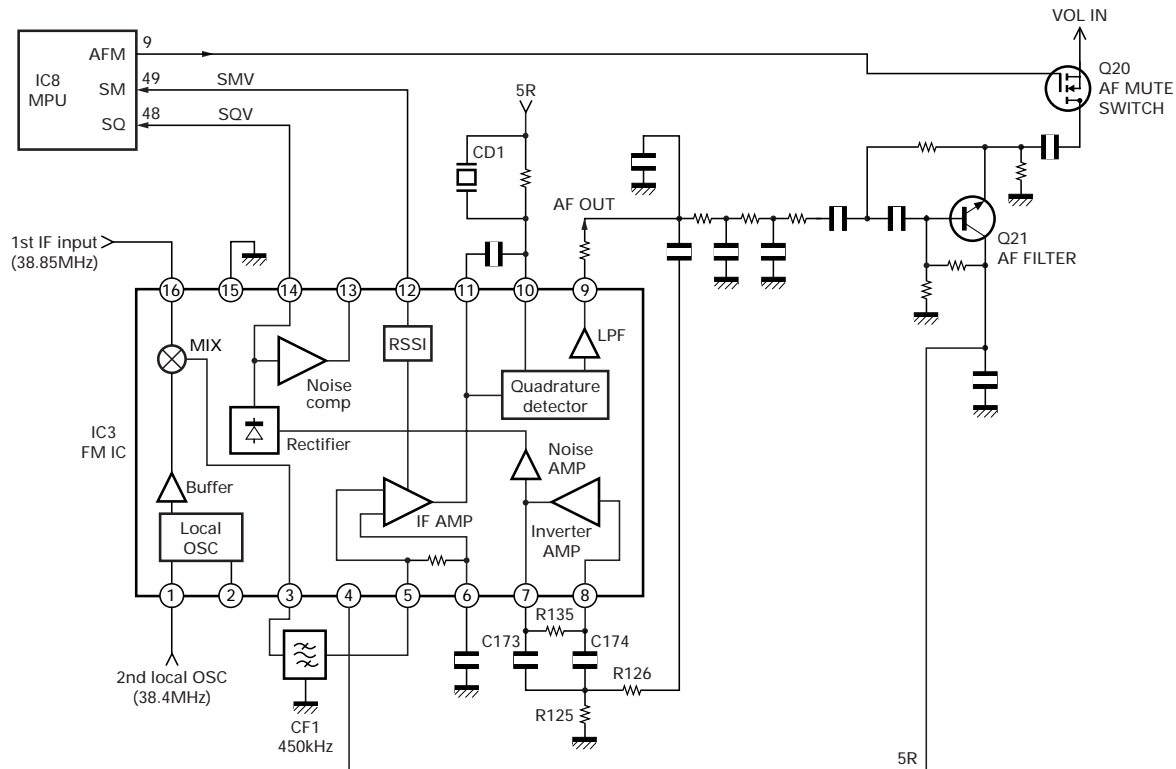 VOL IN
9
AFM
IC8
MPU
SM
49
SMV
SQ
48
SQV
Q20
AF MUTE
SWITCH
5R
CD1
AF OUT
Q21
AF FILTER
1st IF input
(38.85MHz)
16
15
14
13
12
11
10
9
MIX
RSSI
LPF
Noise
comp
Quadrature
detector
IC3
FM IC
Rectifier
Noise
AMP
Buffer
IF AMP
Inverter
AMP
Local
OSC
1
2
3
4
5
6
7
8
R135
C173
C174
R126
2nd local OSC
(38.4MHz)
R125
CF1
450kHz
5R